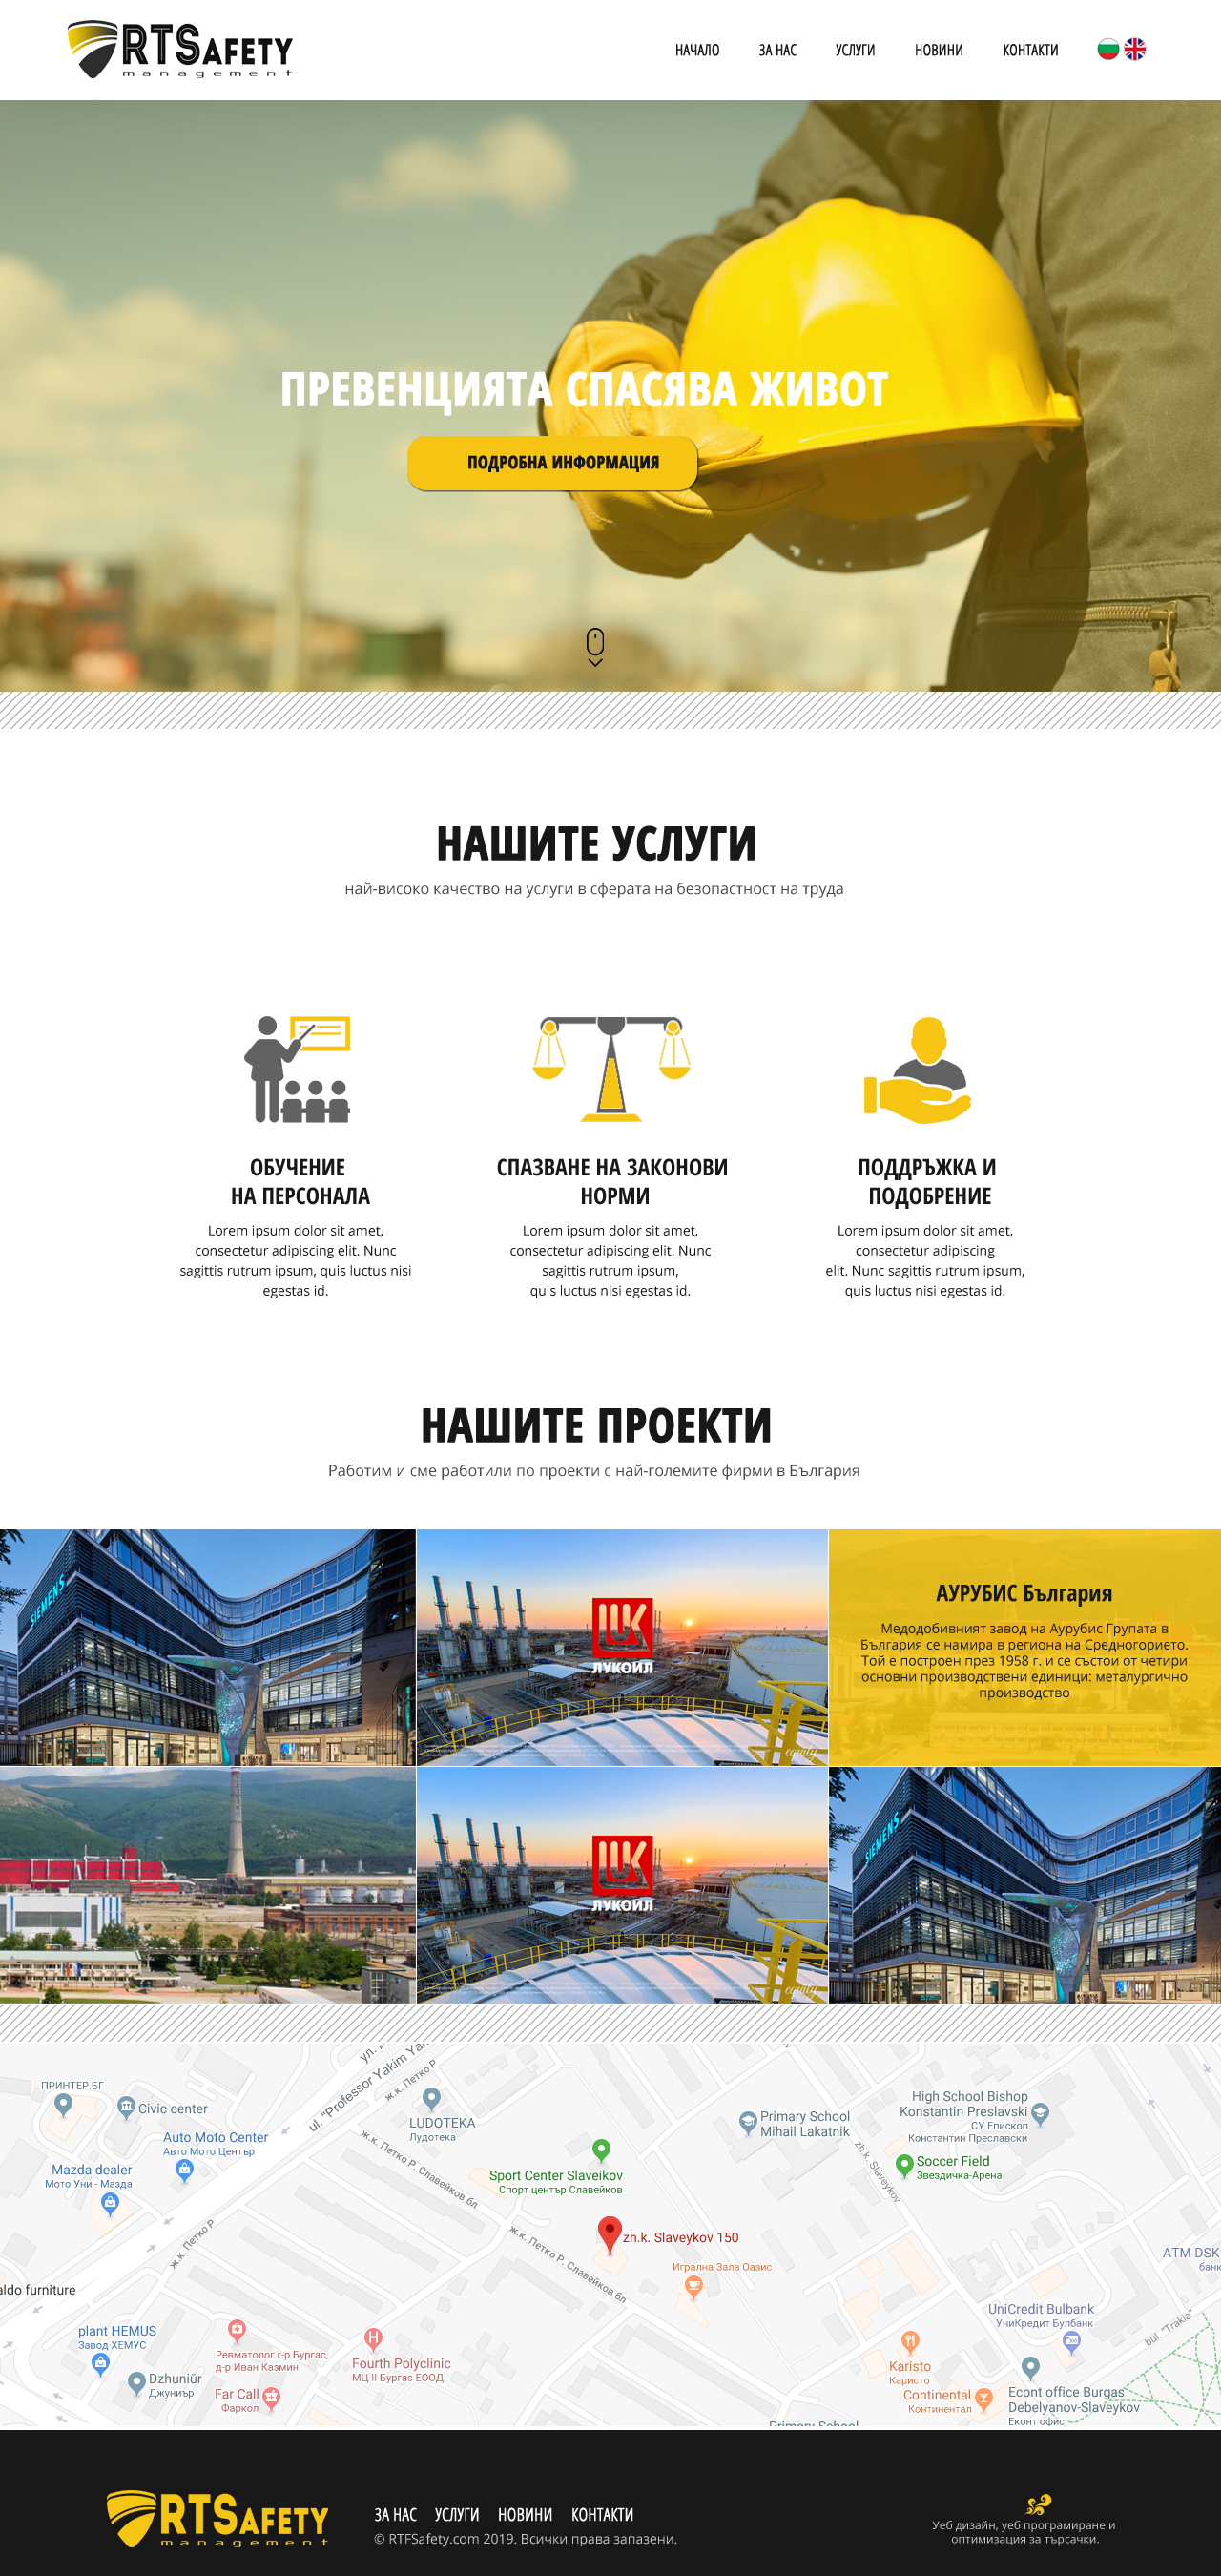 RTSAFETY
management
НАЧАЛО ЗА НАС УСЛУГИ НОВИНИ КОНТАКТИ
ПРЕВЕНЦИЯТА СПАСЯВА ЖИВОТ
ПОДРОБНА ИНФОРМАЦИЯ
НАШИТЕ УСЛУГИ
най-високо качество на услуги в сферата на безопастност на труда
ОБУЧЕНИЕ
НА ПЕРСОНАЛА
Lorem ipsum dolor sit amet,
consectetur adipiscing elit. Nunc
sagittis rutrum ipsum, quis luctus nisi
egestas id.
СПАЗВАНЕ НА ЗАКОНОВИ
НОРМИ
Lorem ipsum dolor sit amet,
consectetur adipiscing elit. Nunc
sagittis rutrum ipsum,
quis luctus nisi egestas id.
ПОДДРЪЖКА И
ПОДОБРЕНИЕ
Lorem ipsum dolor sit amet,
consectetur adipiscing
elit. Nunc sagittis rutrum ipsum,
quis luctus nisi egestas id.
НАШИТЕ ПРОЕКТИ
Работим и сме работили по проекти с най-големите фирми в България
SIEMENS
ЛУКОЙЛ
АУРУБИС България
Медодобивният завод на Аурубис Групата в
България се намира в региона на Средногорието.
Той е построен през 1958 г. и се състои от четири
основни производствени единици: металургично
производство
ЛУКОЙЛ
SIEMENS
ПРИНТЕР.БГ
Civic center
Auto Moto Center
Авто Мото Център
Mazda dealer
Мото Уни - Мазда
ul. "Professor Yakim Yak
ж.к. Петко Р
LUDOTEKA
Лудотека
ж.к. Петко Р. Славейков бл
Sport Center Slaveikov
Спорт център Славейков
Primary School
Mihail Lakatnik
High School Bishop
Konstantin Preslavski
СУ Епископ
Константин Преславски
zh.k. Slaveykov
Soccer Field
Звездичка-Арена
zh.k. Slaveykov 150
ж.к. Петко Р
ж.к. Петко Р. Славейков бл
Игрална Зала Оазис
ATM DSK
банк
aldo furniture
UniCredit Bulbank
УниКредит Булбанк
bul. "Trakia"
plant HEMUS
Завод ХЕМУС
Ревматолог г-р Бургас,
д-р Иван Казмин
Fourth Polyclinic
МЦ II Бургас ЕООД
Dzhuniŭr
Джуниър
Far Call
Фаркол
Karisto
Каристо
Continental
Континентал
Econt office Burgas
Debelyanov-Slaveykov
Еконт офис
Primary School
RTSAFETY
management
ЗА НАС УСЛУГИ НОВИНИ КОНТАКТИ
© RTFSafety.com 2019. Всички права запазени.
Уеб дизайн, уеб програмиране и
оптимизация за търсачки.